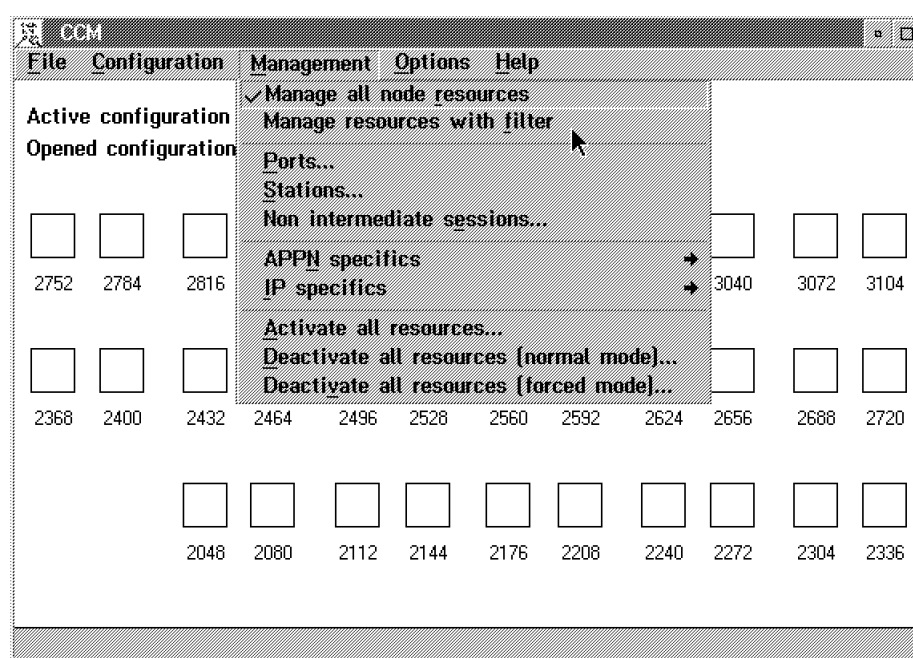 CCM
File Configuration Management Options Help
Manage all node resources
Active configuration
Manage resources with filter
Opened configuration
Ports...
Stations...
Non intermediate sessions...
APPN specifics
IP specifics
2752 2784 2816 3040 3072 3104
Activate all resources...
Deactivate all resources (normal mode)...
Deactivate all resources (forced mode)...
2368 2400 2432 2464 2496 2528 2560 2592 2624 2656 2688 2720
2048 2080 2112 2144 2176 2208 2240 2272 2304 2336